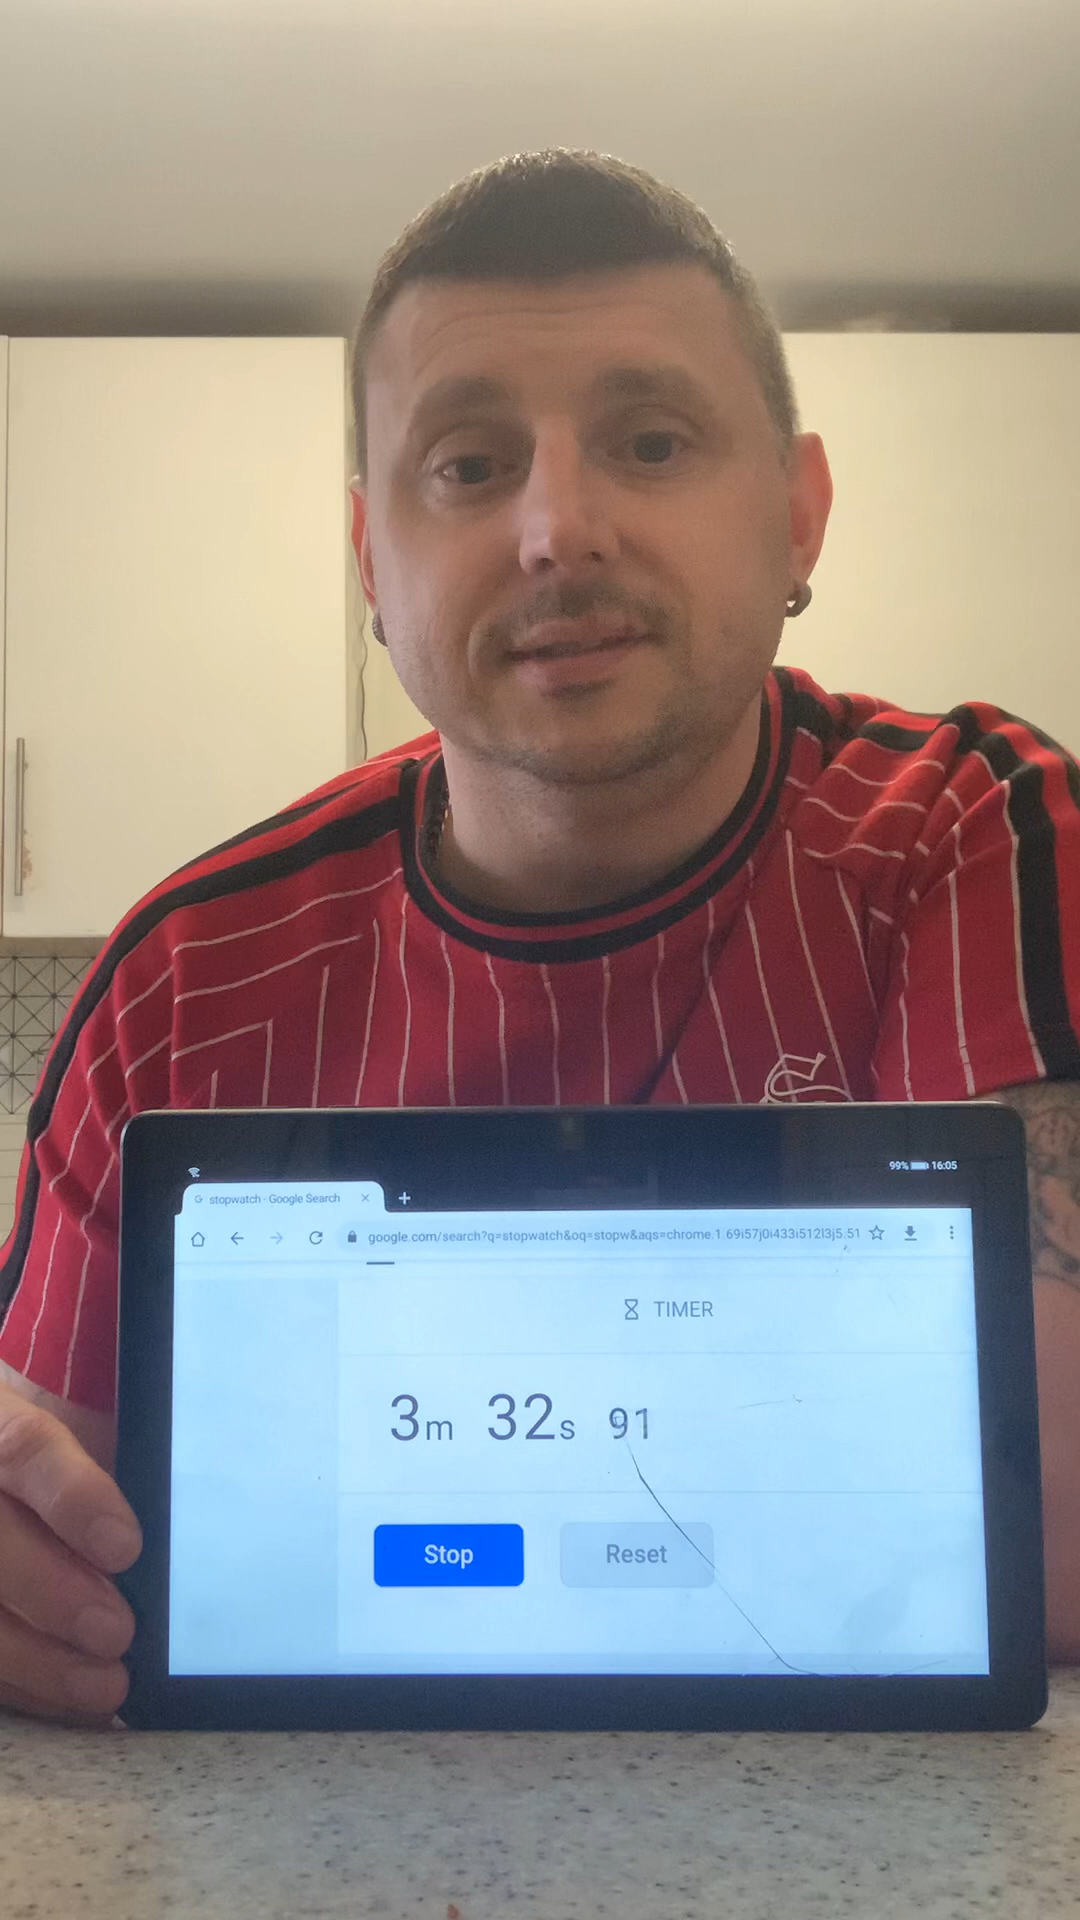 99% 16:05
stopwatch - Google Search
google.com/search?q=stopwatch&oq=stopw&aqs=chrome.1.69i57j0i433i512l3j5.51
TIMER
3m 32s 91
Stop Reset